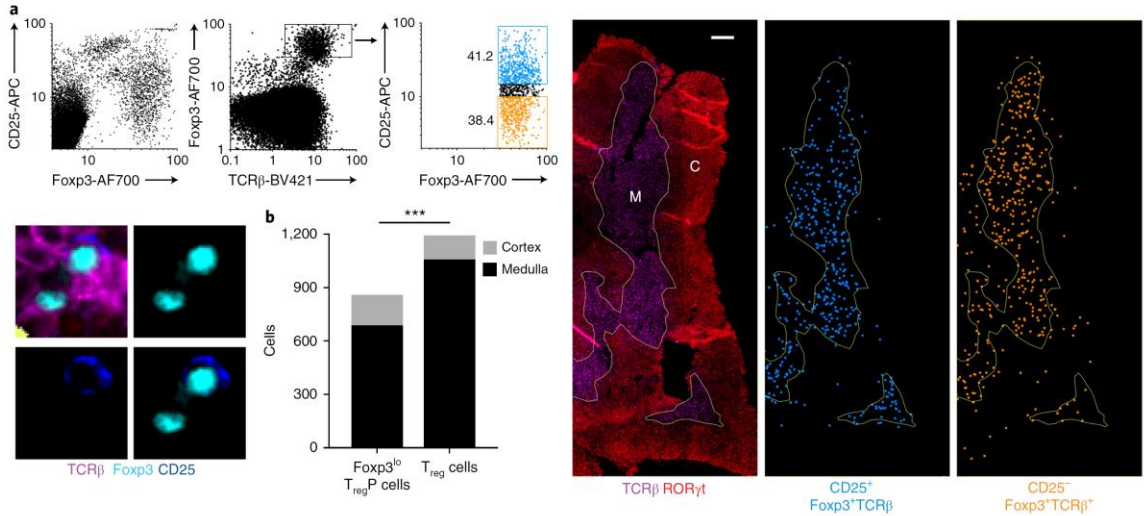 a
CD25-APC
100
10
10
100
Foxp3-AF700
Foxp3-AF700
100
10
1
0.1
1
10
100
TCRβ-BV421
CD25-APC
100
10
41.2
38.4
10
100
Foxp3-AF700
TCRβ Foxp3 CD25
b
***
Cells
1,200
900
600
300
0
Cortex
Medulla
Foxp3lo
TregP cells
Treg cells
M
C
TCRβ RORγt
CD25+
Foxp3+TCRβ
CD25−
Foxp3+TCRβ+